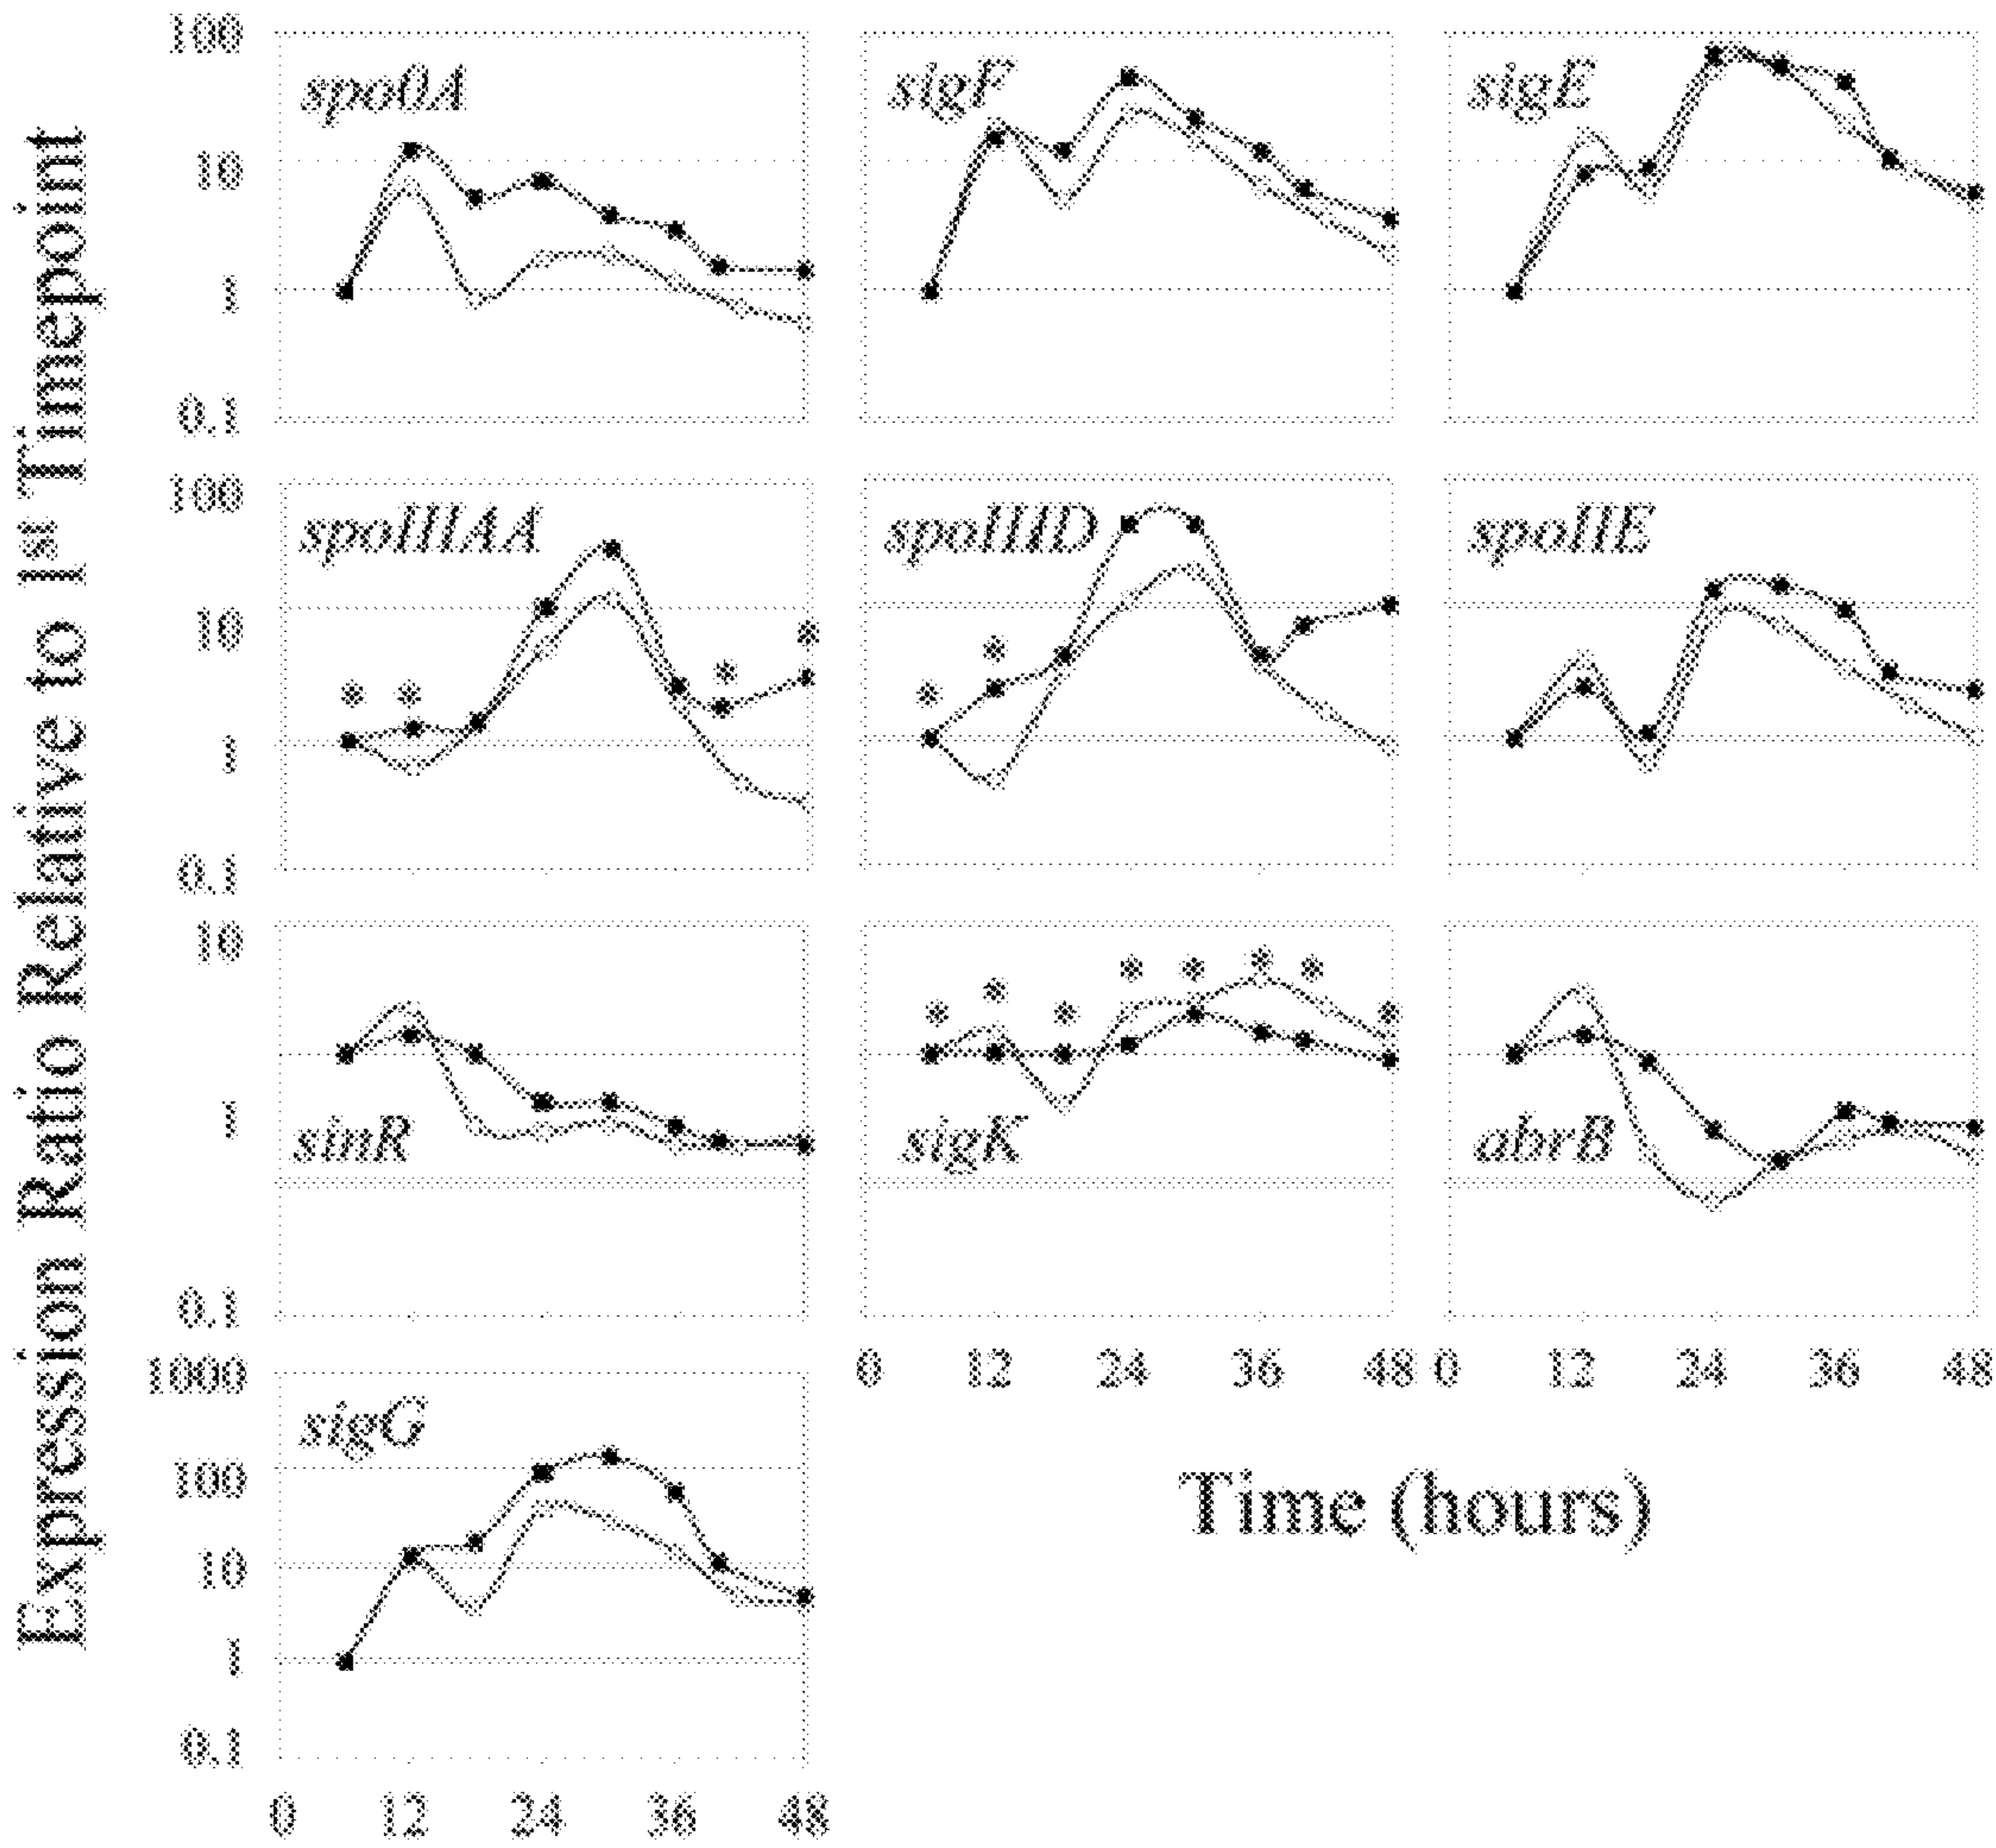 Expression Ratio Relative to 1st Timepoint
100
spo0A
sigF
sigE
10
1
0.1
100
spoIIIAA
spoIIID
spoIIE
10
*
*
*
*
*
*
1
0.1
10
* * * * * * * *
1
sinR
sigK
abrB
0.1
0 12 24 36 48 0 12 24 36 48
1000
sigG
100
Time (hours)
10
1
0.1
0 12 24 36 48